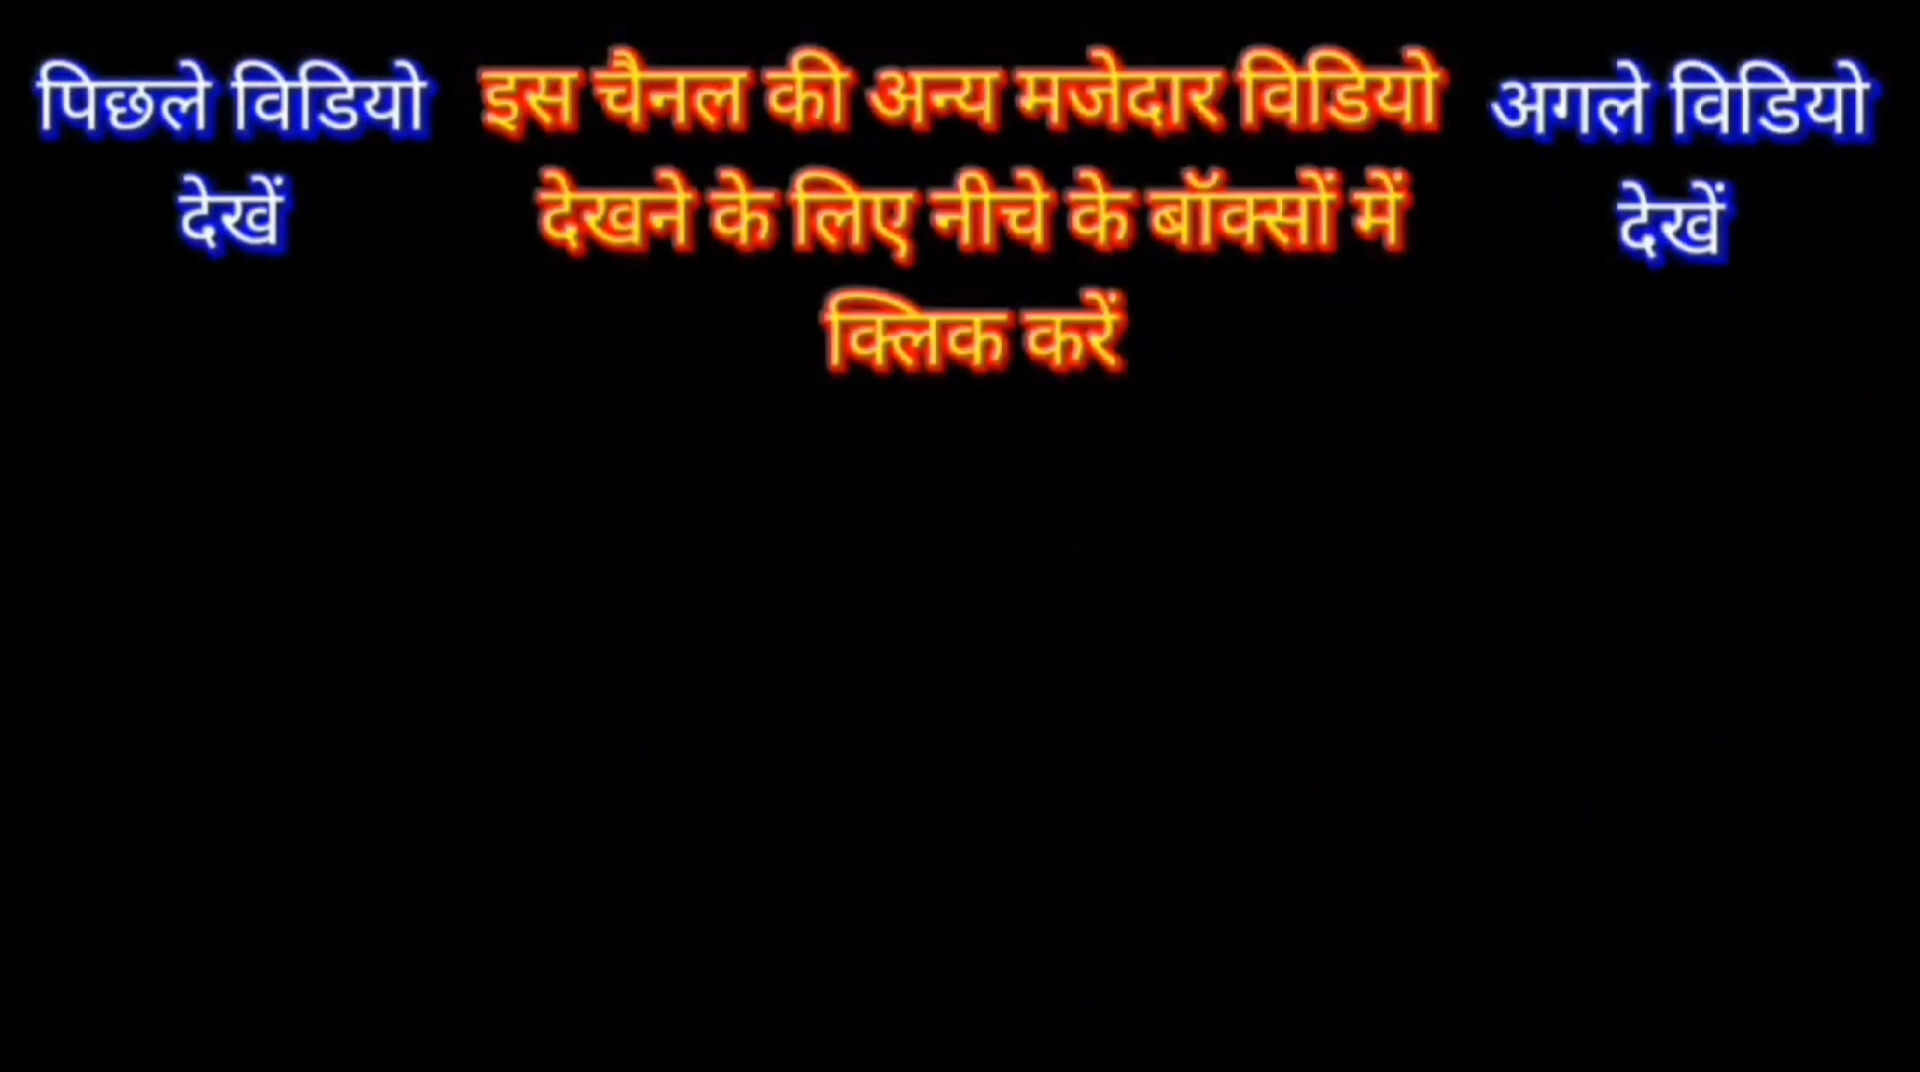 पिछले विडियो
देखें
इस चैनल की अन्य मजेदार विडियो
देखने के लिए नीचे के बॉक्सों में
क्लिक करें
अगले विडियो
देखें